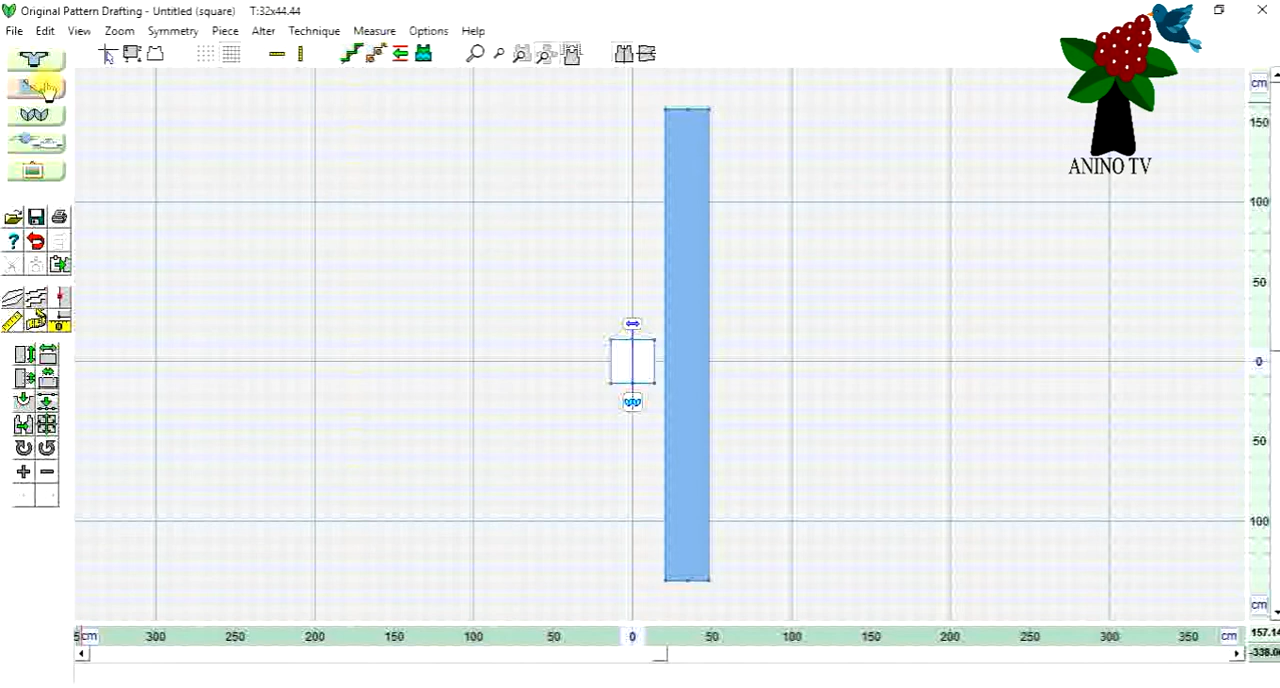 Original Pattern Drafting - Untitled (square) T:32x44.44
File Edit View Zoom Symmetry Piece Alter Technique Measure Options Help
cm
150
100
50
0
50
100
cm
cm 300 250 200 150 100 50 0 50 100 150 200 250 300 350 cm
157.14
ANINO TV